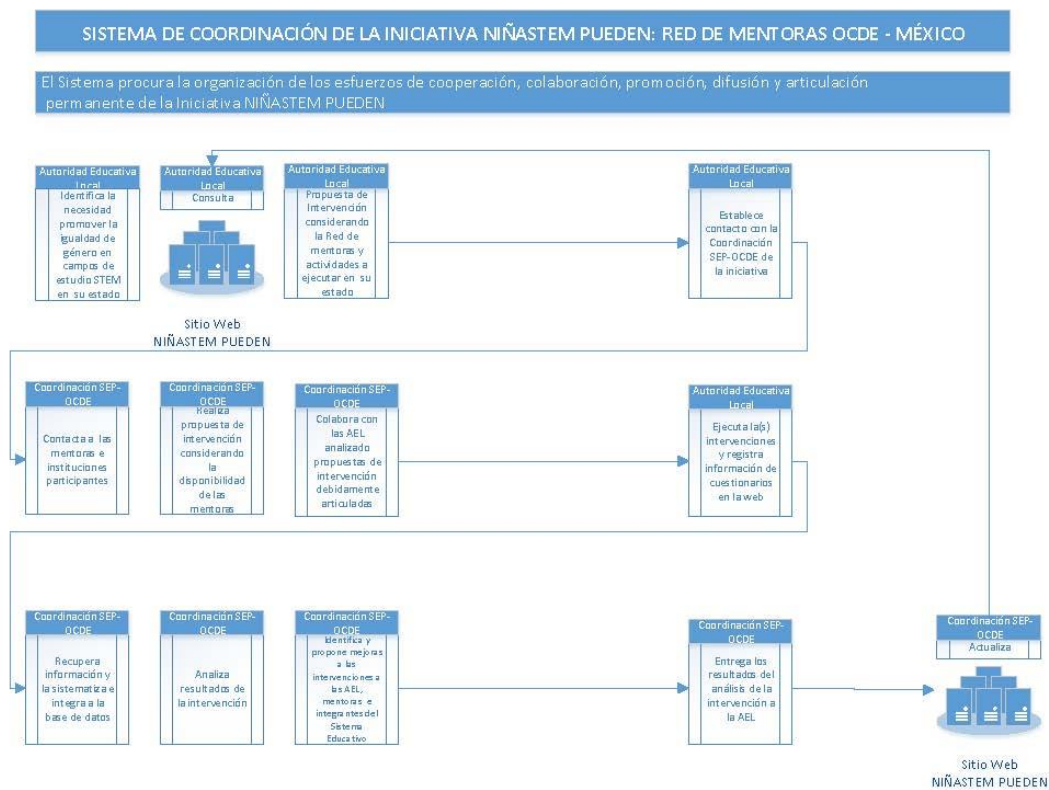 SISTEMA DE COORDINACIÓN DE LA INICIATIVA NIÑASTEM PUEDEN: RED DE MENTORAS OCDE - MÉXICO
El Sistema procura la organización de los esfuerzos de cooperación, colaboración, promoción, difusión y articulación
permanente de la Iniciativa NIÑASTEM PUEDEN
Autoridad Educativa
Local
Identifica la
necesidad
promover la
igualdad de
género en
campos de
estudio STEM
en su estado
Autoridad Educativa
Local
Consulta
Sitio Web
NIÑASTEM PUEDEN
Autoridad Educativa
Local
Propuesta de
Intervención
considerando
la Red de
mentoras y
actividades a
ejecutar en su
estado
Autoridad Educativa
Local
Establece
contacto con la
Coordinación
SEP-OCDE de
la iniciativa
Coordinación SEP-
OCDE
Contacta a las
mentoras e
instituciones
participantes
Coordinación SEP-
OCDE
Realiza
propuesta de
intervención
considerando
la
disponibilidad
de las
mentoras
Coordinación SEP-
OCDE
Colabora con
las AEL
analizado
propuestas de
intervención
debidamente
articuladas
Autoridad Educativa
Local
Ejecuta la(s)
intervenciones
y registra
información de
cuestionarios
en la web
Coordinación SEP-
OCDE
Recupera
información y
la sistematiza e
integra a la
base de datos
Coordinación SEP-
OCDE
Analiza
resultados de
la intervención
Coordinación SEP-
OCDE
Identifica y
propone mejoras
a las
intervenciones a
las AEL,
mentoras e
integrantes del
Sistema
Educativo
Coordinación SEP-
OCDE
Entrega los
resultados del
análisis de la
intervención a
la AEL
Coordinación SEP-
OCDE
Actualiza
Sitio Web
NIÑASTEM PUEDEN